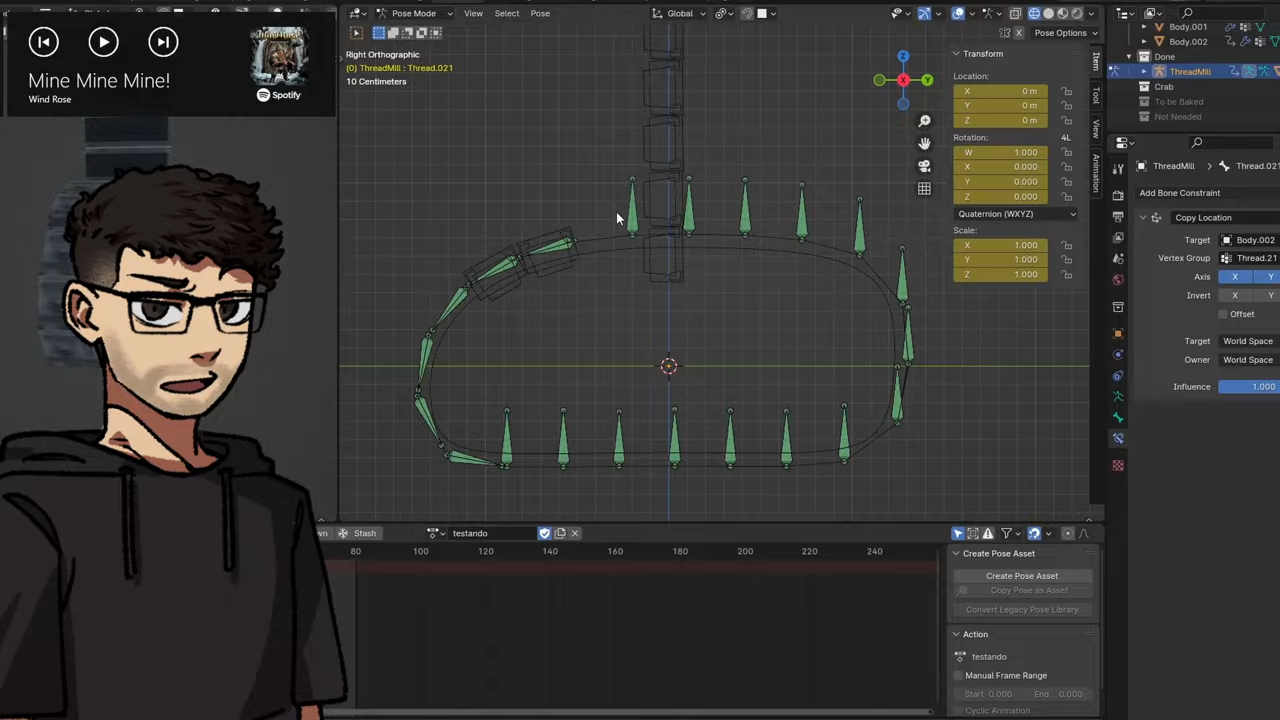 Mine Mine Mine!
Wind Rose
Spotify
Pose Mode
View
Select
Pose
Global
Pose Options
Right Orthographic
(0) ThreadMill : Thread.021
10 Centimeters
Z
Y
X
Transform
Location:
X 0 m
Y 0 m
Z 0 m
Rotation: 4L
W 1.000
X 0.000
Y 0.000
Z 0.000
Quaternion (WXYZ)
Scale:
X 1.000
Y 1.000
Z 1.000
Item
Tool
View
Animation
Body.001
Body.002
Done
ThreadMill
Crab
To be Baked
Not Needed
ThreadMill
Thread.021
Add Bone Constraint
Copy Location
Target Body.002
Vertex Group Thread.21
Axis X Y
Invert X Y
Offset
Target World Space
Owner World Space
Influence 1.000
Stash
testando
80 100 120 140 160 180 200 220 240
Create Pose Asset
Create Pose Asset
Copy Pose as Asset
Convert Legacy Pose Library
Action
testando
Manual Frame Range
Start 0.000 End 0.000
Cyclic Animation